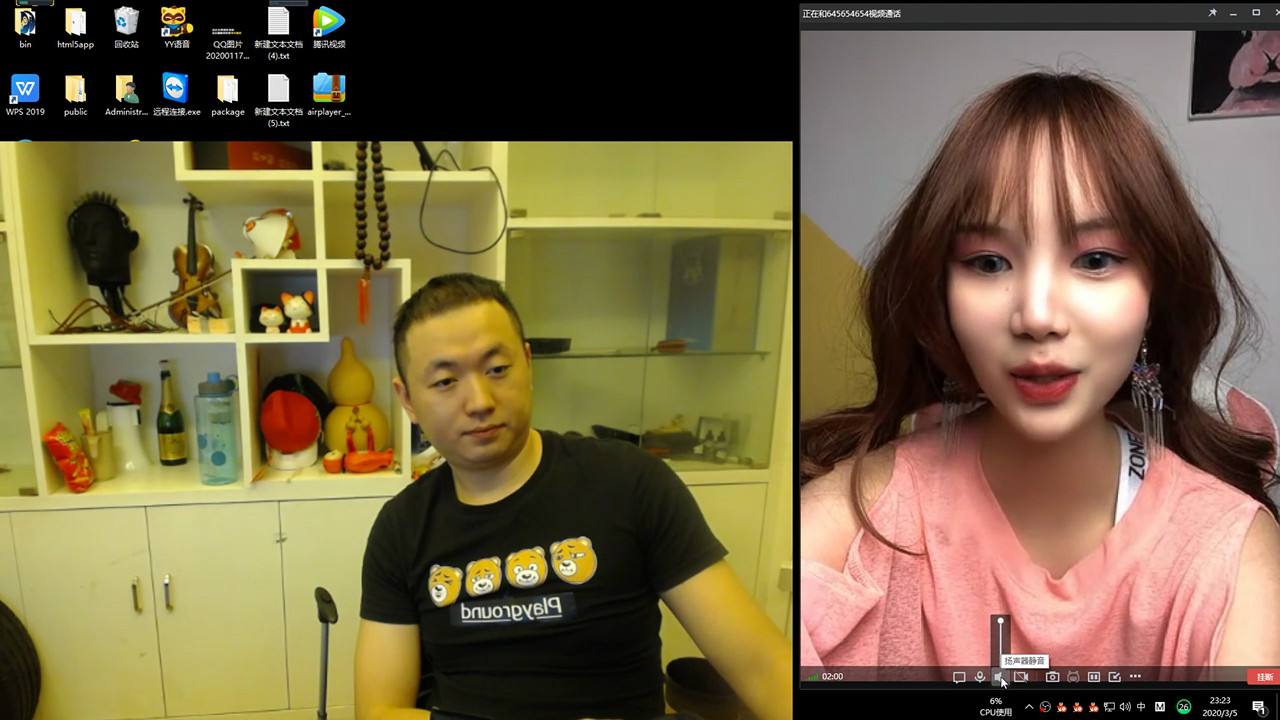 正在和645654654视频通话
bin
html5app
回收站
YY语音
QQ图片
20200117...
新建文本文档
(4).txt
腾讯视频
WPS 2019
public
Administr...
远程连接.exe
package
新建文本文档
(5).txt
airplayer_...
ZONE
Playground
扬声器静音
02:00
挂断
6%
CPU使用
中
M
26
23:23
2020/3/5
1